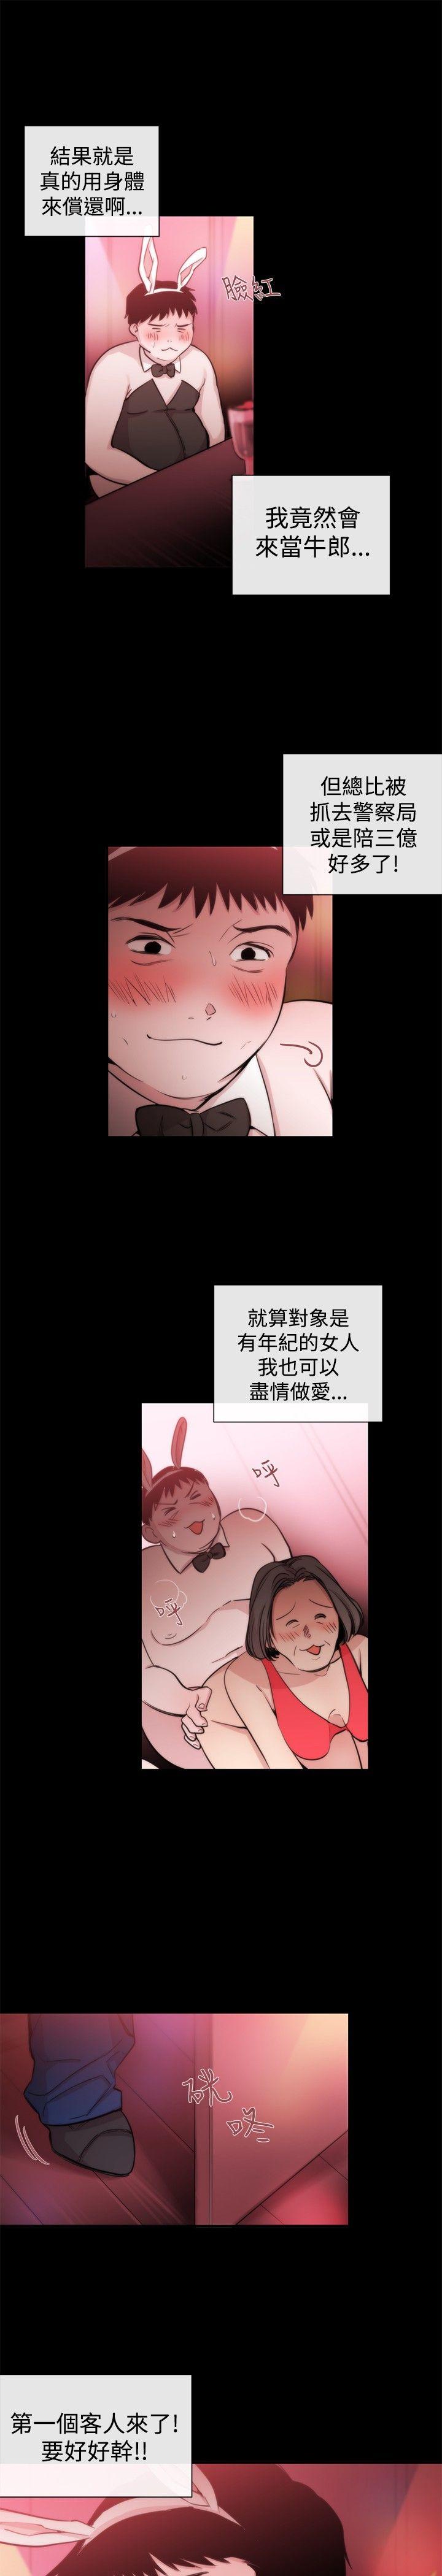 結果就是
真的用身體
來償還啊...
臉紅
我竟然會
來當牛郎...
但總比被
抓去警察局
或是陪三億
好多了!
就算對象是
有年紀的女人
我也可以
盡情做愛...
呼
呼
硄
咚
第一個客人來了!
要好好幹!!